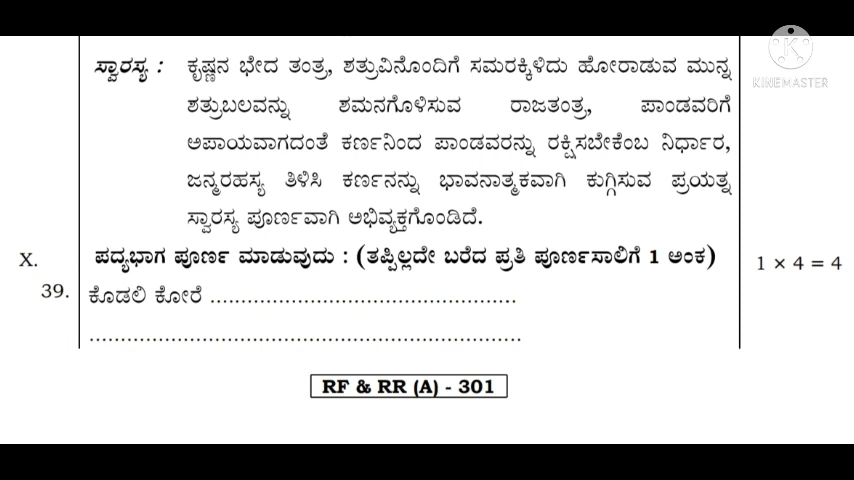 KINEMASTER
ಸ್ವಾರಸ್ಯ : ಕೃಷ್ಣನ ಭೇದ ತಂತ್ರ, ಶತ್ರುವಿನೊಂದಿಗೆ ಸಮರಕ್ಕಿಳಿದು ಹೋರಾಡುವ ಮುನ್ನ
ಶತ್ರುಬಲವನ್ನು ಶಮನಗೊಳಿಸುವ ರಾಜತಂತ್ರ, ಪಾಂಡವರಿಗೆ
ಅಪಾಯವಾಗದಂತೆ ಕರ್ಣನಿಂದ ಪಾಂಡವರನ್ನು ರಕ್ಷಿಸಬೇಕೆಂಬ ನಿರ್ಧಾರ,
ಜನ್ಮರಹಸ್ಯ ತಿಳಿಸಿ ಕರ್ಣನನ್ನು ಭಾವನಾತ್ಮಕವಾಗಿ ಕುಗ್ಗಿಸುವ ಪ್ರಯತ್ನ
ಸ್ವಾರಸ್ಯ ಪೂರ್ಣವಾಗಿ ಅಭಿವ್ಯಕ್ತಗೊಂಡಿದೆ.
X. ಪದ್ಯಭಾಗ ಪೂರ್ಣ ಮಾಡುವುದು : (ತಪ್ಪಿಲ್ಲದೇ ಬರೆದ ಪ್ರತಿ ಪೂರ್ಣಸಾಲಿಗೆ 1 ಅಂಕ) 1 × 4 = 4
39. ಕೊಡಲಿ ಕೋರೆ .................................................
.....................................................................
RF & RR (A) - 301